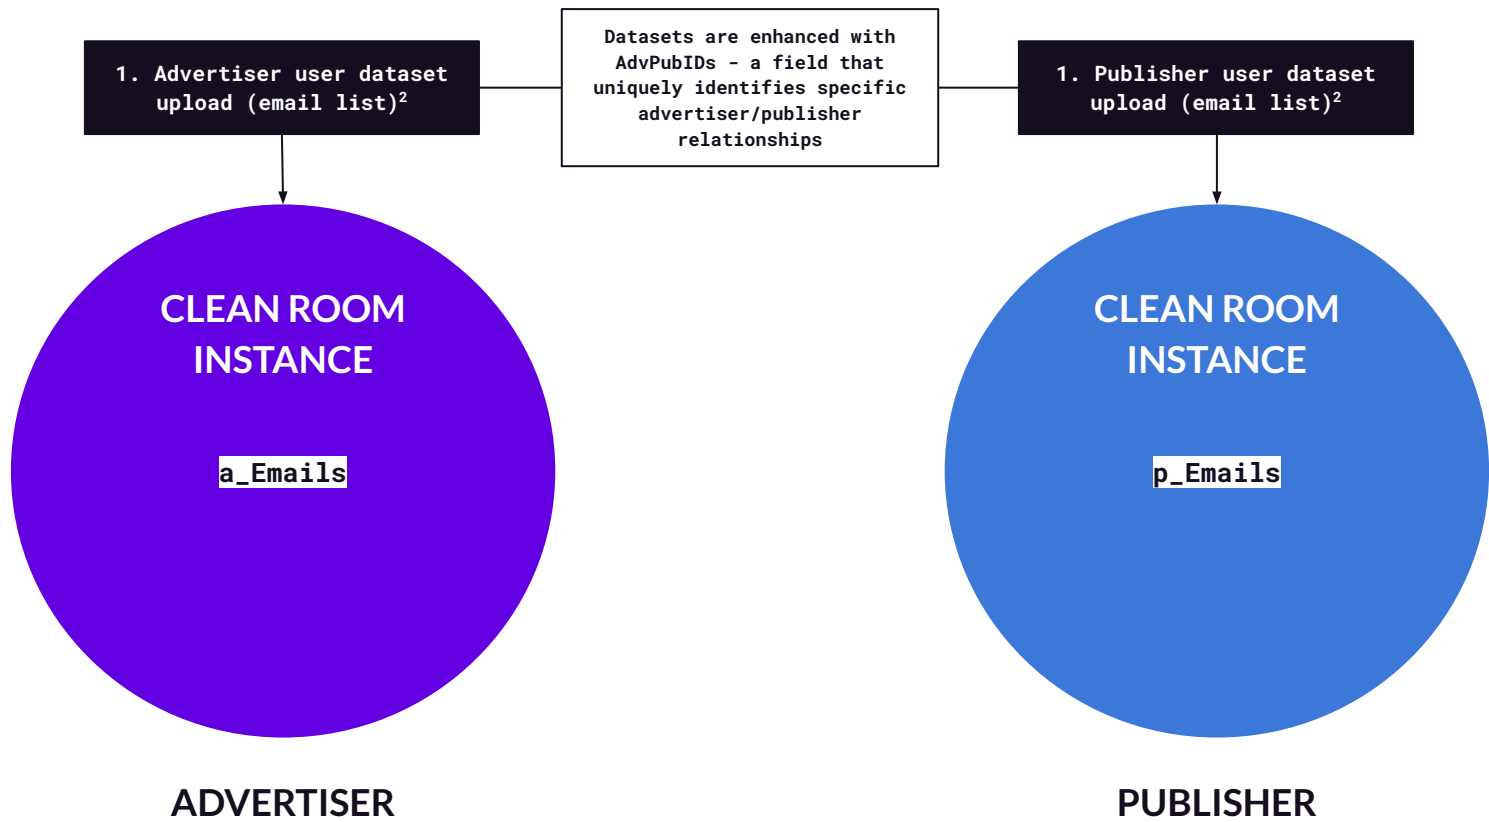 1. Advertiser user dataset
upload (email list)²
Datasets are enhanced with
AdvPubIDs - a field that
uniquely identifies specific
advertiser/publisher
relationships
1. Publisher user dataset
upload (email list)²
CLEAN ROOM
INSTANCE
a_Emails
ADVERTISER
CLEAN ROOM
INSTANCE
p_Emails
PUBLISHER